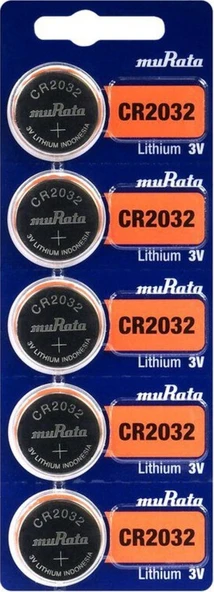 muRata
CR2032
muRata
3V LITHIUM INDONESIA
+
CR2032
Lithium 3V
muRata
CR2032
muRata
3V LITHIUM INDONESIA
+
CR2032
Lithium 3V
muRata
CR2032
muRata
3V LITHIUM INDONESIA
+
CR2032
Lithium 3V
muRata
CR2032
muRata
3V LITHIUM INDONESIA
+
CR2032
Lithium 3V
muRata
CR2032
muRata
3V LITHIUM INDONESIA
+
CR2032
Lithium 3V